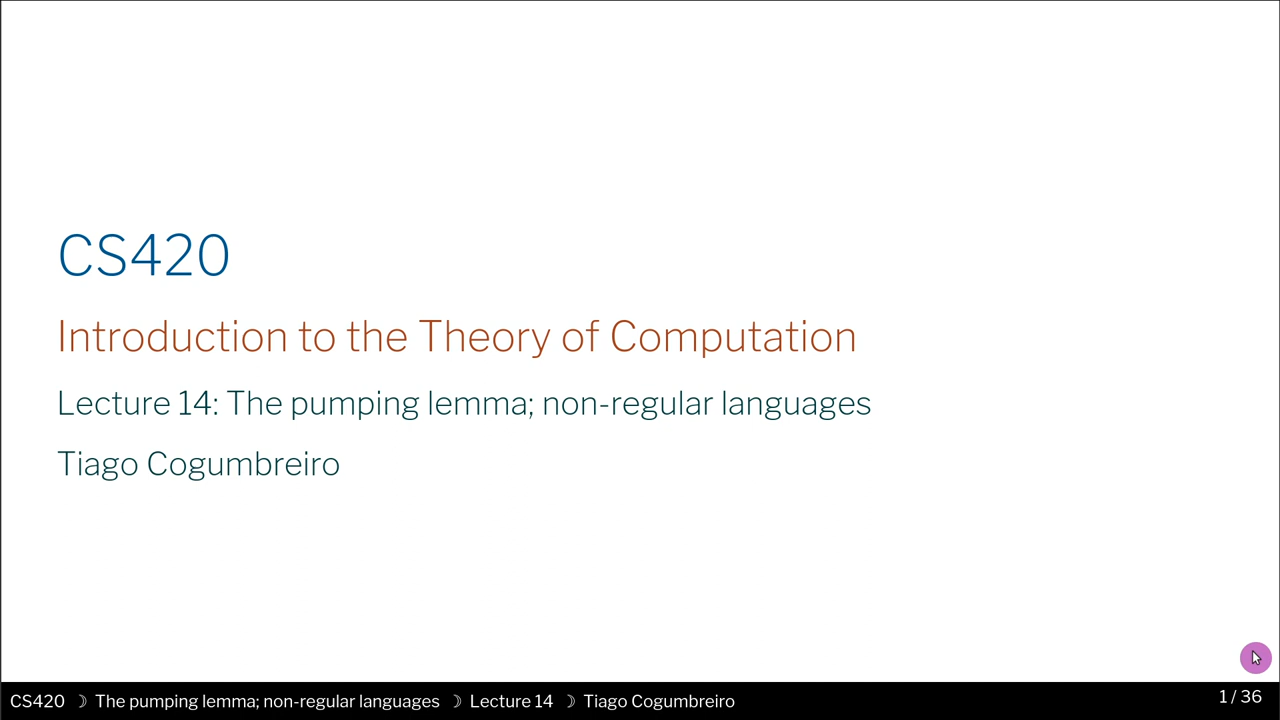 CS420
Introduction to the Theory of Computation
Lecture 14: The pumping lemma; non-regular languages
Tiago Cogumbreiro
CS420 ☽ The pumping lemma; non-regular languages ☽ Lecture 14 ☽ Tiago Cogumbreiro
1 / 36